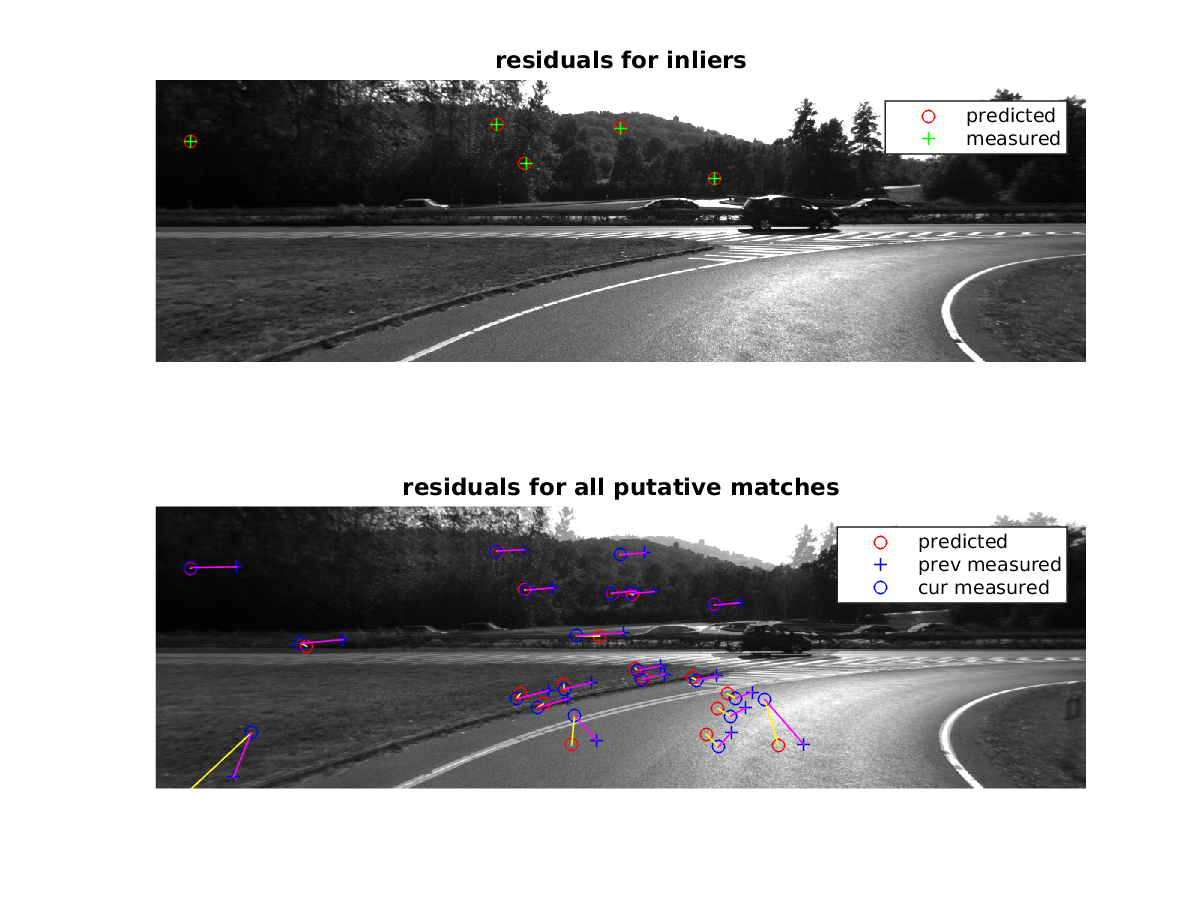 residuals for inliers
predicted
measured
residuals for all putative matches
predicted
prev measured
cur measured